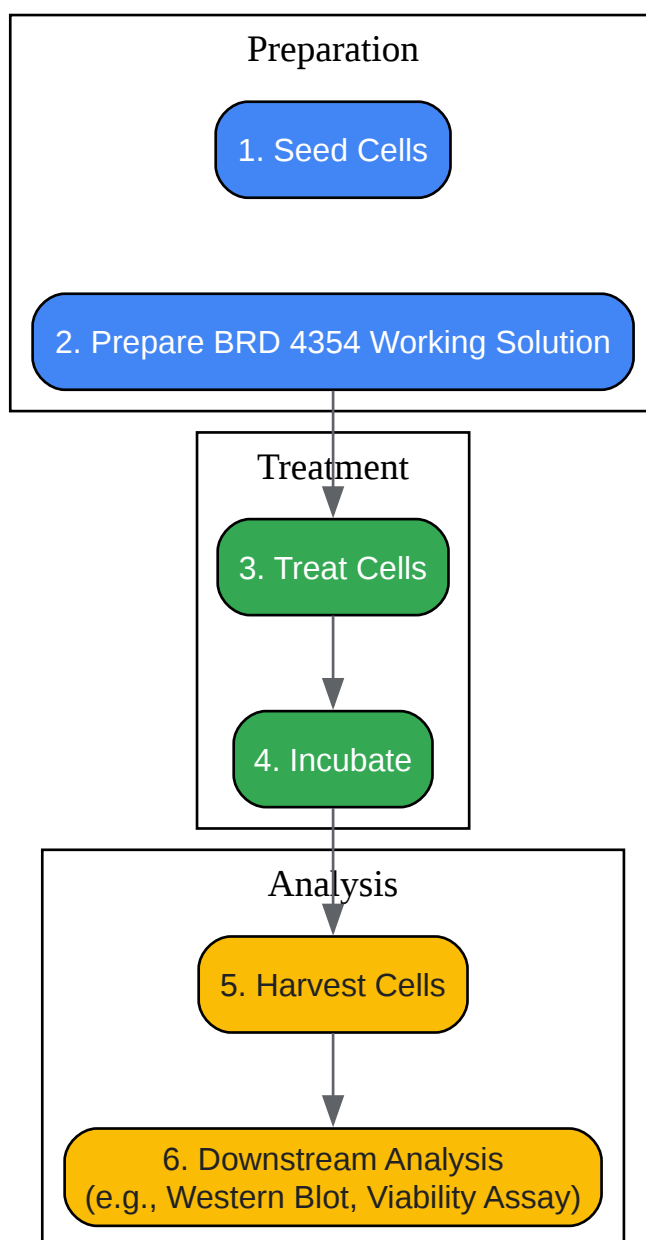 Preparation
1. Seed Cells
2. Prepare BRD 4354 Working Solution
Treatment
3. Treat Cells
4. Incubate
Analysis
5. Harvest Cells
6. Downstream Analysis
(e.g., Western Blot, Viability Assay)